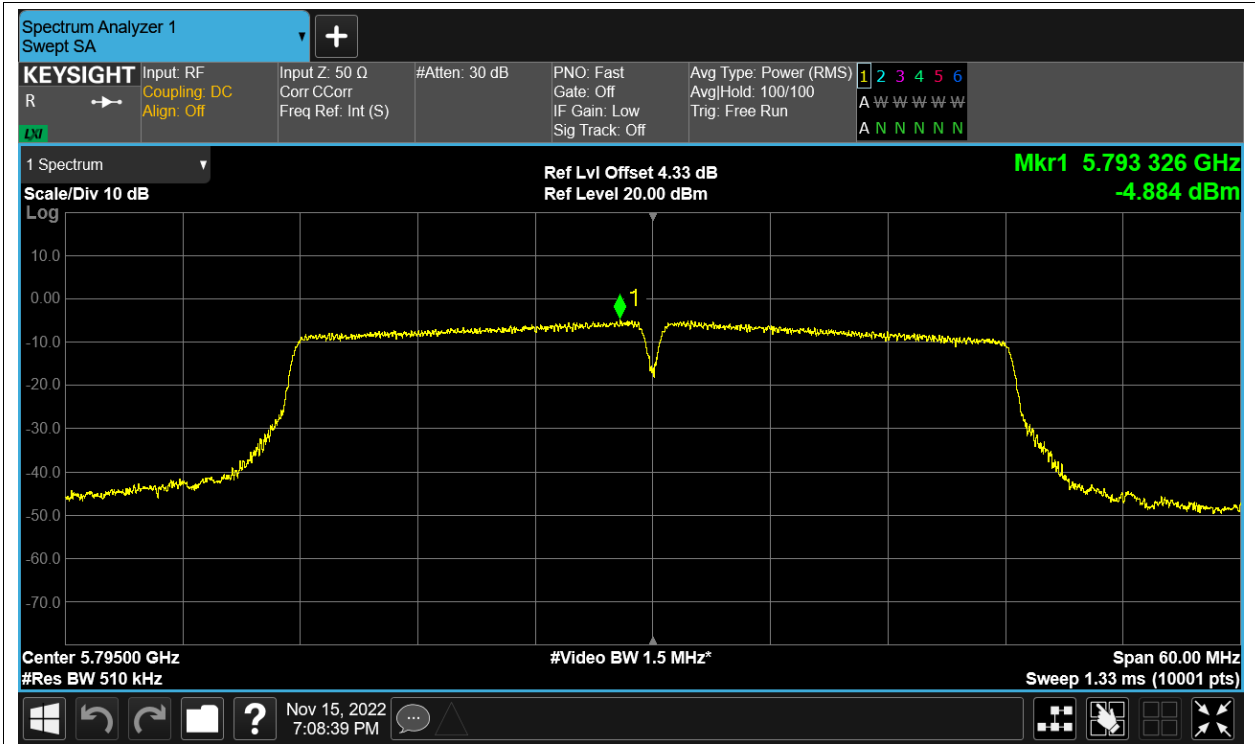 Spectrum Analyzer 1
Swept SA
KEYSIGHT
R
LXI
Input: RF
Coupling: DC
Align: Off
Input Z: 50 Ω
Corr CCorr
Freq Ref: Int (S)
#Atten: 30 dB
PNO: Fast
Gate: Off
IF Gain: Low
Sig Track: Off
Avg Type: Power (RMS)
Avg|Hold: 100/100
Trig: Free Run
1 2 3 4 5 6
A W W W W W
A N N N N N
1 Spectrum
Scale/Div 10 dB
Log
Ref Lvl Offset 4.33 dB
Ref Level 20.00 dBm
Mkr1 5.793 326 GHz
-4.884 dBm
10.0
0.00
1
-10.0
-20.0
-30.0
-40.0
-50.0
-60.0
-70.0
Center 5.79500 GHz
#Res BW 510 kHz
#Video BW 1.5 MHz*
Span 60.00 MHz
Sweep 1.33 ms (10001 pts)
?
Nov 15, 2022
7:08:39 PM